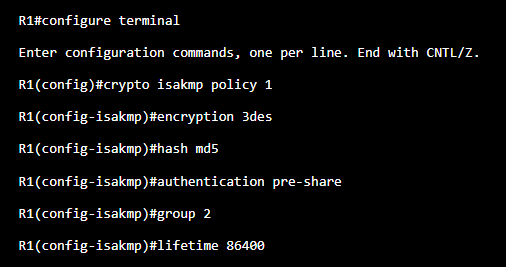 R1#configure terminal
Enter configuration commands, one per line. End with CNTL/Z.
R1(config)#crypto isakmp policy 1
R1(config-isakmp)#encryption 3des
R1(config-isakmp)#hash md5
R1(config-isakmp)#authentication pre-share
R1(config-isakmp)#group 2
R1(config-isakmp)#lifetime 86400